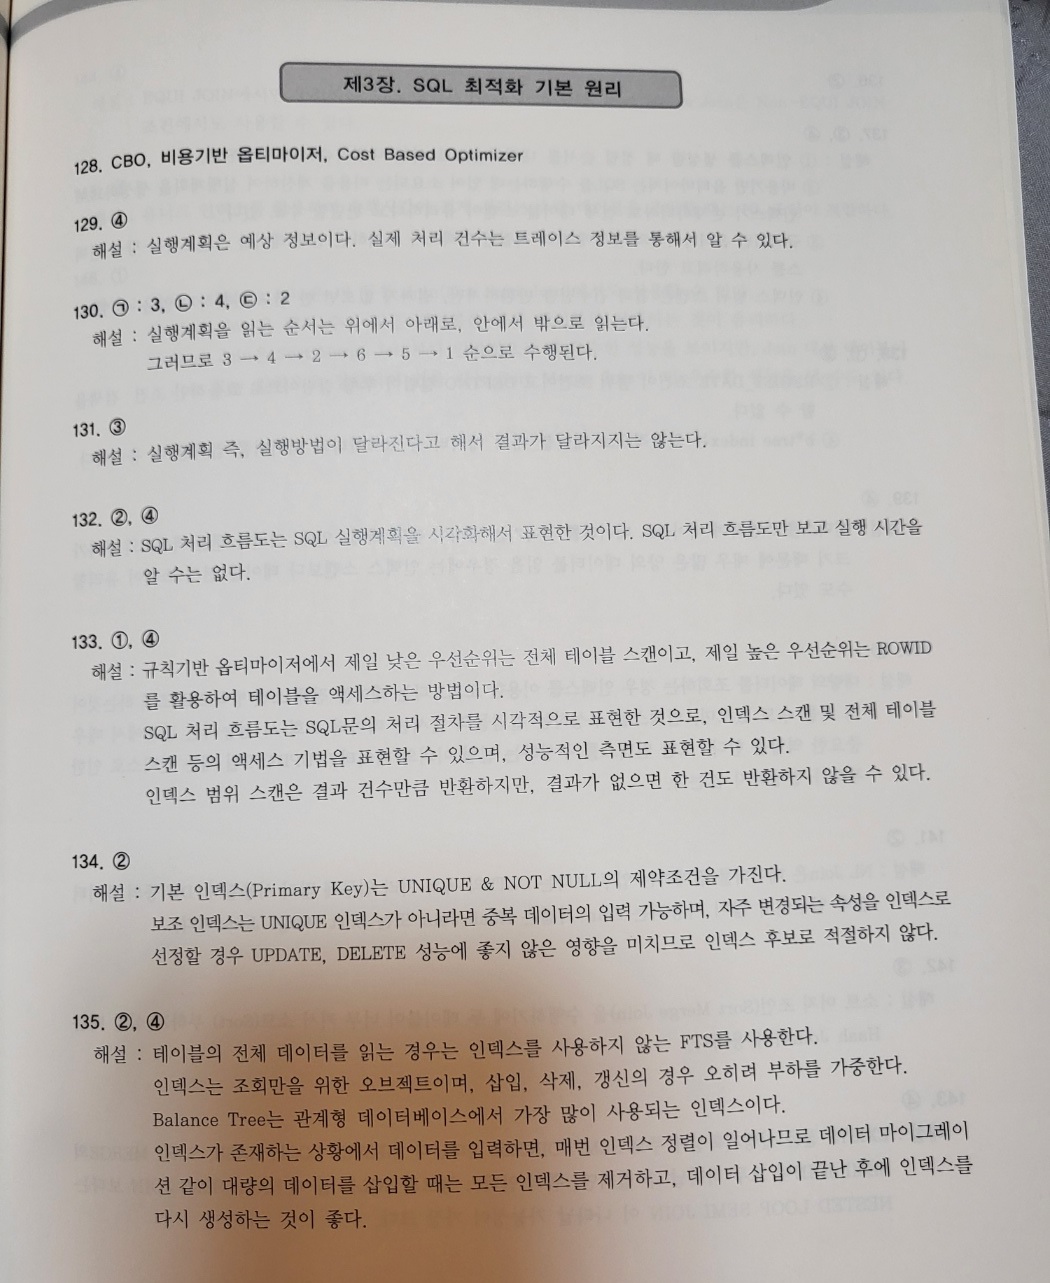 제3장. SQL 최적화 기본 원리
128. CBO, 비용기반 옵티마이저, Cost Based Optimizer
129. ④
해설 : 실행계획은 예상 정보이다. 실제 처리 건수는 트레이스 정보를 통해서 알 수 있다.
130. ㉠ : 3, ㉡ : 4, ㉢ : 2
해설 : 실행계획을 읽는 순서는 위에서 아래로, 안에서 밖으로 읽는다.
그러므로 3 → 4 → 2 → 6 → 5 → 1 순으로 수행된다.
131. ③
해설 : 실행계획 즉, 실행방법이 달라진다고 해서 결과가 달라지지는 않는다.
132. ②, ④
해설 : SQL 처리 흐름도는 SQL 실행계획을 시각화해서 표현한 것이다. SQL 처리 흐름도만 보고 실행 시간을
알 수는 없다.
133. ①, ④
해설 : 규칙기반 옵티마이저에서 제일 낮은 우선순위는 전체 테이블 스캔이고, 제일 높은 우선순위는 ROWID
를 활용하여 테이블을 액세스하는 방법이다.
SQL 처리 흐름도는 SQL문의 처리 절차를 시각적으로 표현한 것으로, 인덱스 스캔 및 전체 테이블
스캔 등의 액세스 기법을 표현할 수 있으며, 성능적인 측면도 표현할 수 있다.
인덱스 범위 스캔은 결과 건수만큼 반환하지만, 결과가 없으면 한 건도 반환하지 않을 수 있다.
134. ②
해설 : 기본 인덱스(Primary Key)는 UNIQUE & NOT NULL의 제약조건을 가진다.
보조 인덱스는 UNIQUE 인덱스가 아니라면 중복 데이터의 입력 가능하며, 자주 변경되는 속성을 인덱스로
선정할 경우 UPDATE, DELETE 성능에 좋지 않은 영향을 미치므로 인덱스 후보로 적절하지 않다.
135. ②, ④
해설 : 테이블의 전체 데이터를 읽는 경우는 인덱스를 사용하지 않는 FTS를 사용한다.
인덱스는 조회만을 위한 오브젝트이며, 삽입, 삭제, 갱신의 경우 오히려 부하를 가중한다.
Balance Tree는 관계형 데이터베이스에서 가장 많이 사용되는 인덱스이다.
인덱스가 존재하는 상황에서 데이터를 입력하면, 매번 인덱스 정렬이 일어나므로 데이터 마이그레이
션 같이 대량의 데이터를 삽입할 때는 모든 인덱스를 제거하고, 데이터 삽입이 끝난 후에 인덱스를
다시 생성하는 것이 좋다.